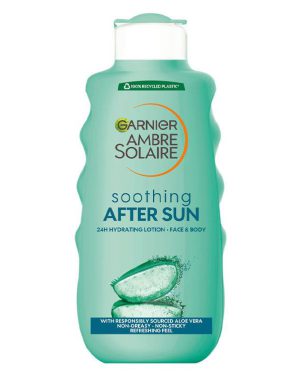 100% RECYCLED PLASTIC*
GARNIER
AMBRE
SOLAIRE
soothing
AFTER SUN
24H HYDRATING LOTION - FACE & BODY
WITH RESPONSIBLY SOURCED ALOE VERA
NON-GREASY - NON-STICKY
REFRESHING FEEL